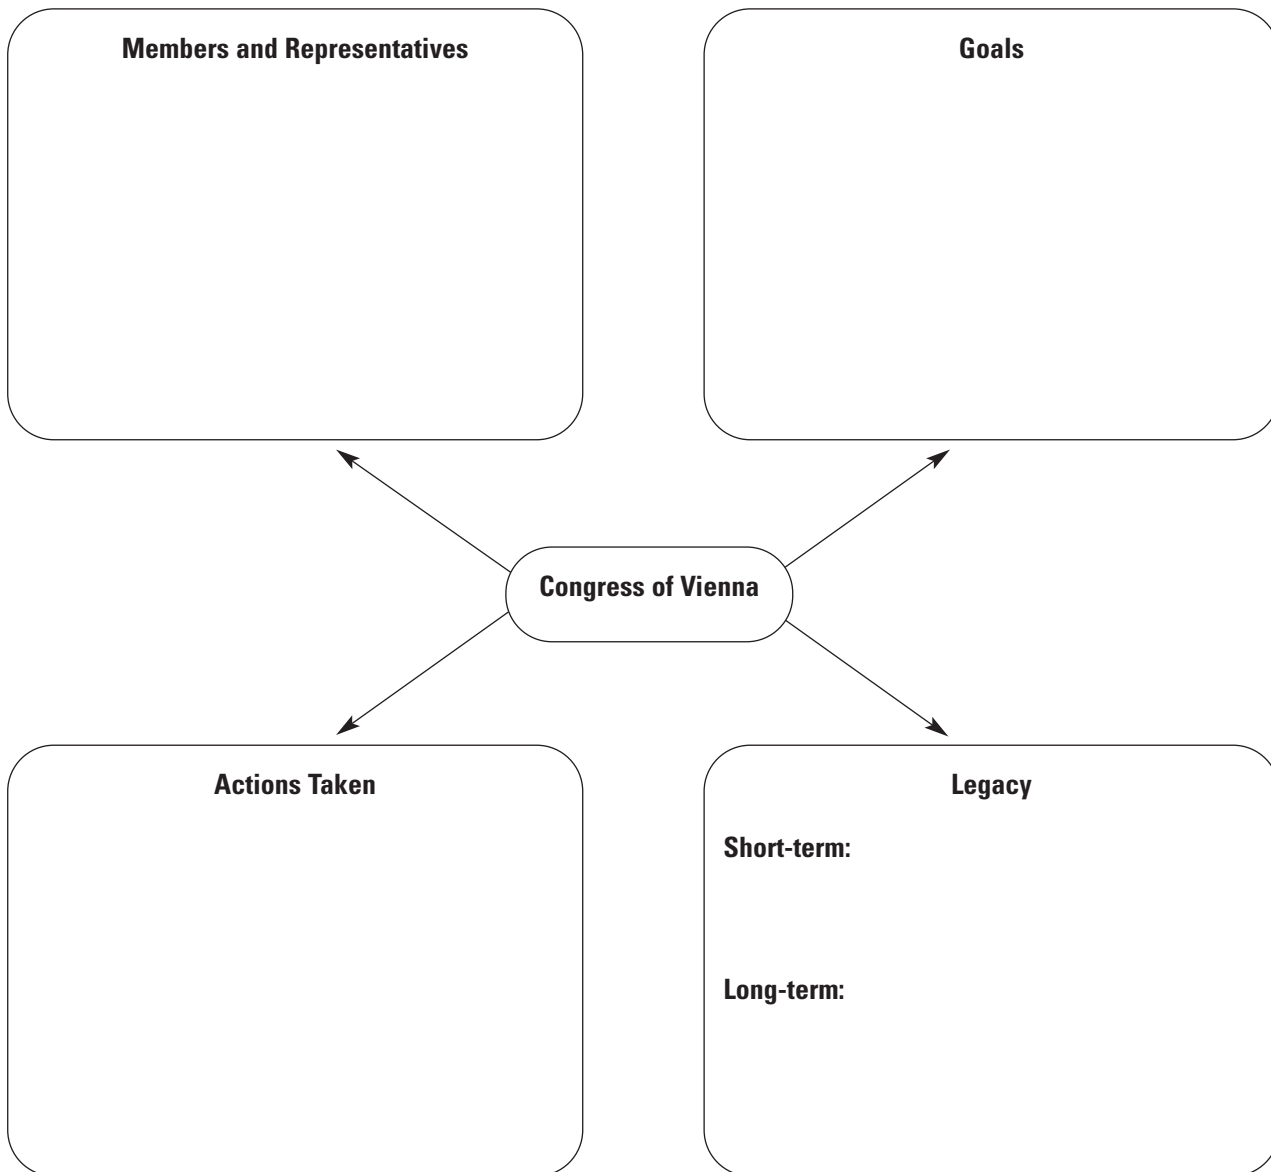 Members and Representatives
Goals
Congress of Vienna
Actions Taken
Legacy
Short-term:
Long-term: